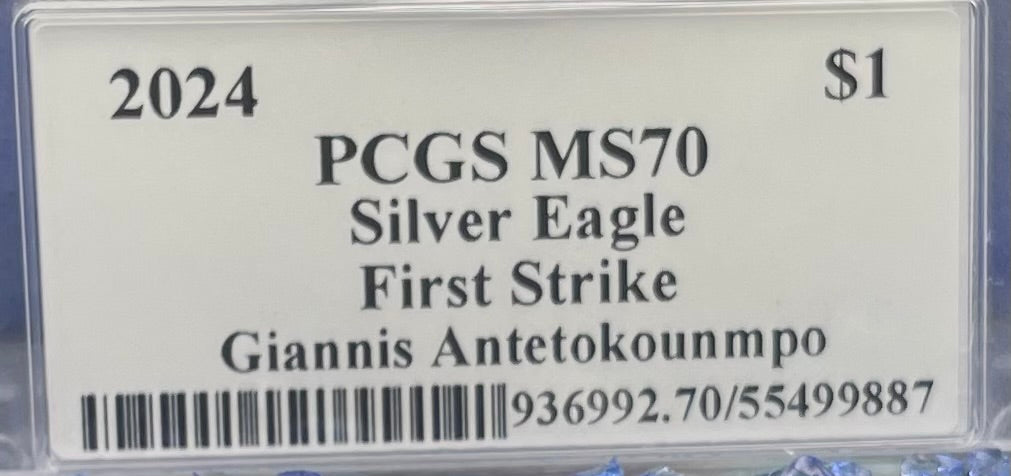 2024 $1
PCGS MS70
Silver Eagle
First Strike
Giannis Antetokounmpo
936992.70/55499887